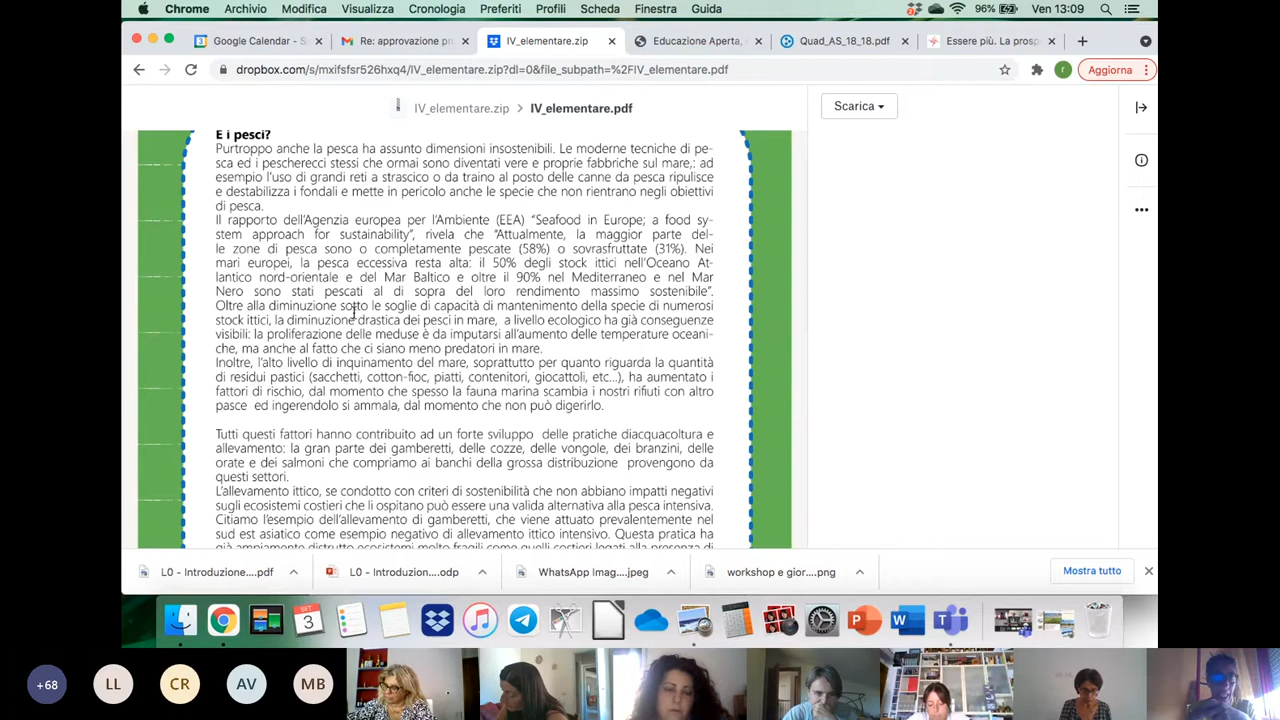 Chrome Archivio Modifica Visualizza Cronologia Preferiti Profili Scheda Finestra Guida 2 96% Ven 13:09
Google Calendar - S
Re: approvazione pr
IV_elementare.zip
Educazione Aperta,
Quad_AS_18_18.pdf
Essere più. La prosp
dropbox.com/s/mxifsfsr526hxq4/IV_elementare.zip?dl=0&file_subpath=%2FIV_elementare.pdf
r
Aggiorna
IV_elementare.zip > IV_elementare.pdf
Scarica
E i pesci?
Purtroppo anche la pesca ha assunto dimensioni insostenibili. Le moderne tecniche di pe-
sca ed i pescherecci stessi che ormai sono diventati vere e proprie fabbriche sul mare,: ad
esempio l'uso di grandi reti a strascico o da traino al posto delle canne da pesca ripulisce
e destabilizza i fondali e mette in pericolo anche le specie che non rientrano negli obiettivi
di pesca.
Il rapporto dell'Agenzia europea per l'Ambiente (EEA) "Seafood in Europe; a food sy-
stem approach for sustainability", rivela che "Attualmente, la maggior parte del-
le zone di pesca sono o completamente pescate (58%) o sovrasfruttate (31%). Nei
mari europei, la pesca eccessiva resta alta: il 50% degli stock ittici nell'Oceano At-
lantico nord-orientale e del Mar Baltico e oltre il 90% nel Mediterraneo e nel Mar
Nero sono stati pescati al di sopra del loro rendimento massimo sostenibile".
Oltre alla diminuzione sotto le soglie di capacità di mantenimento della specie di numerosi
stock ittici, la diminuzione drastica dei pesci in mare, a livello ecologico ha già conseguenze
visibili: la proliferazione delle meduse è da imputarsi all'aumento delle temperature oceani-
che, ma anche al fatto che ci siano meno predatori in mare.
Inoltre, l'alto livello di inquinamento del mare, soprattutto per quanto riguarda la quantità
di residui pastici (sacchetti, cotton-fioc, piatti, contenitori, giocattoli, etc...), ha aumentato i
fattori di rischio, dal momento che spesso la fauna marina scambia i nostri rifiuti con altro
pasce ed ingerendolo si ammala, dal momento che non può digerirlo.
Tutti questi fattori hanno contribuito ad un forte sviluppo delle pratiche diacquacoltura e
allevamento: la gran parte dei gamberetti, delle cozze, delle vongole, dei branzini, delle
orate e dei salmoni che compriamo ai banchi della grossa distribuzione provengono da
questi settori.
L'allevamento ittico, se condotto con criteri di sostenibilità che non abbiano impatti negativi
sugli ecosistemi costieri che li ospitano può essere una valida alternativa alla pesca intensiva.
Citiamo l'esempio dell'allevamento di gamberetti, che viene attuato prevalentemente nel
sud est asiatico come esempio negativo di allevamento ittico intensivo. Questa pratica ha
già ampiamente distrutto ecosistemi molto fragili come quelli costieri legati alla presenza di
L0 - Introduzione....pdf
L0 - Introduzion....odp
WhatsApp Imag....jpeg
workshop e gior....png
Mostra tutto
SET
3
P
W
T
+68
LL
CR
AV
MB